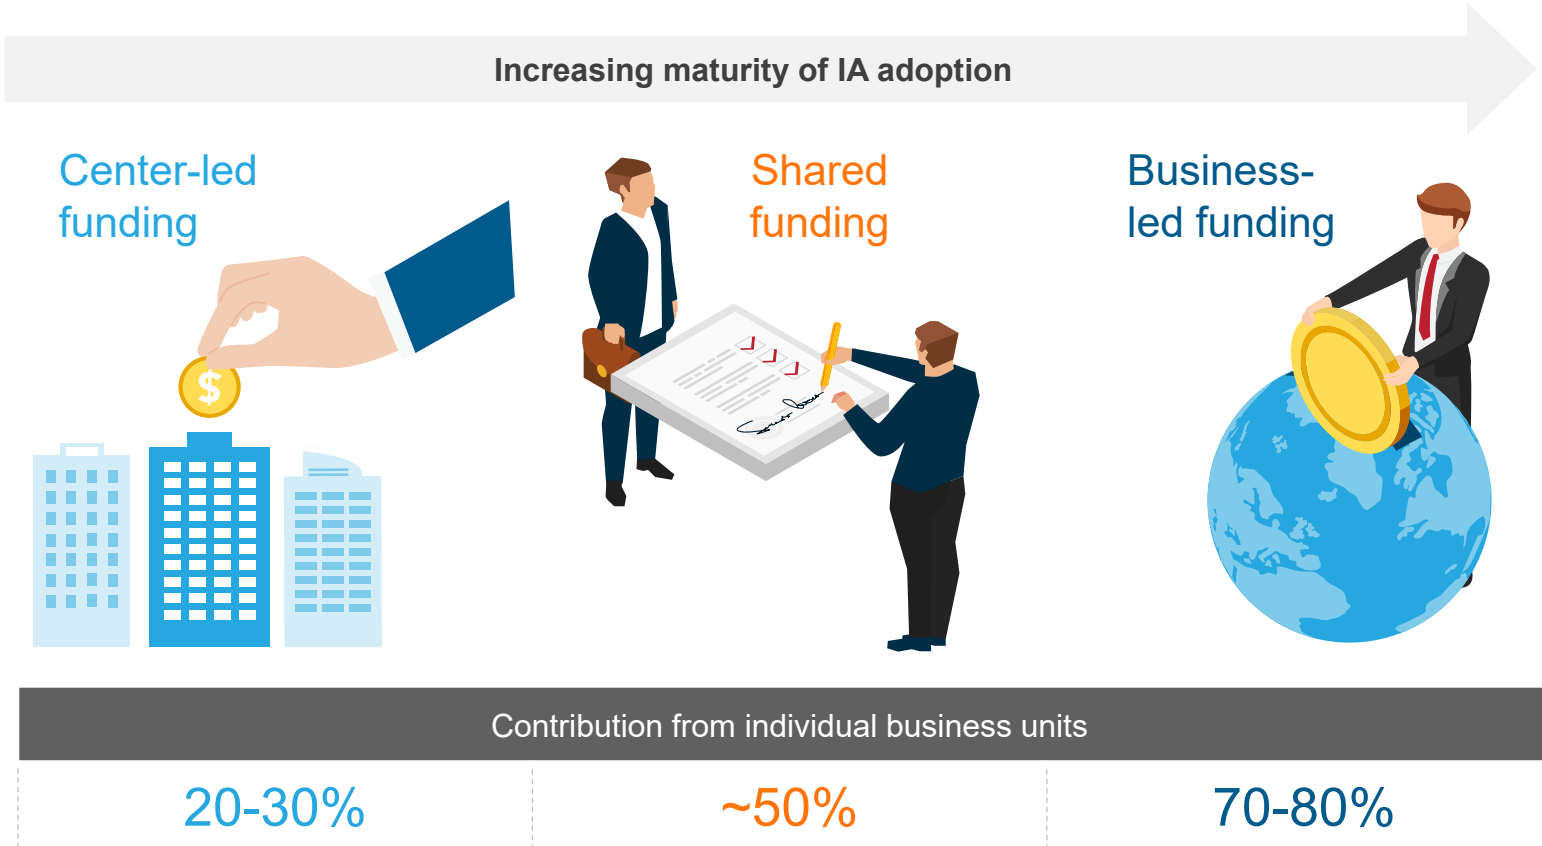 Increasing maturity of IA adoption
Center-led
funding
Shared
funding
Business-
led funding
$
Contribution from individual business units
20-30%
~50%
70-80%